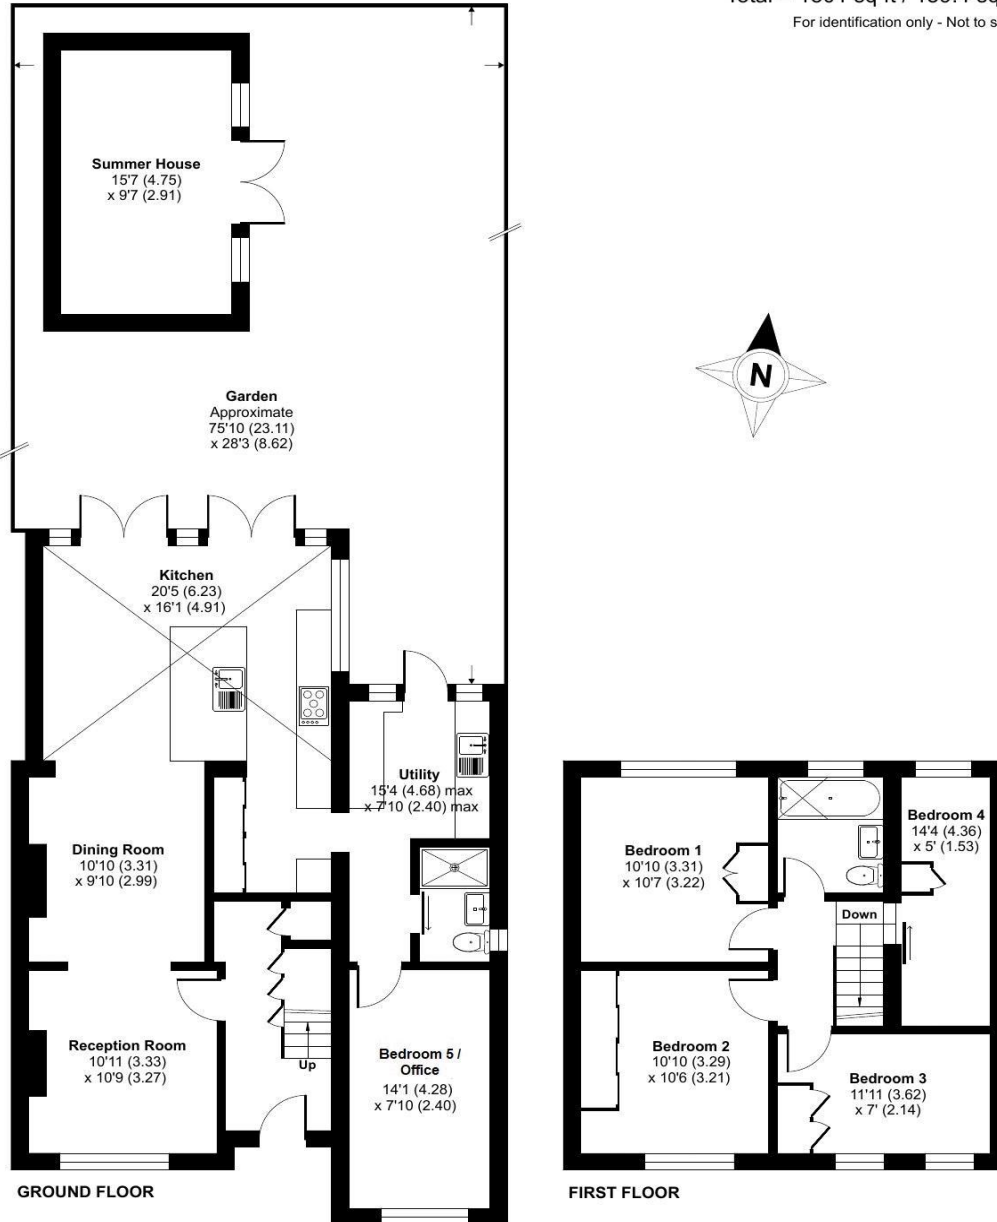 For identification only - Not to s
Summer House
15'7 (4.75)
x 9'7 (2.91)
N
Garden
Approximate
75'10 (23.11)
x 28'3 (8.62)
Kitchen
20'5 (6.23)
x 16'1 (4.91)
Utility
15'4 (4.68) max
x 7'10 (2.40) max
Dining Room
10'10 (3.31)
x 9'10 (2.99)
Reception Room
10'11 (3.33)
x 10'9 (3.27)
Up
Bedroom 5 /
Office
14'1 (4.28)
x 7'10 (2.40)
GROUND FLOOR
Bedroom 1
10'10 (3.31)
x 10'7 (3.22)
Bedroom 4
14'4 (4.36)
x 5' (1.53)
Down
Bedroom 2
10'10 (3.29)
x 10'6 (3.21)
Bedroom 3
11'11 (3.62)
x 7' (2.14)
FIRST FLOOR